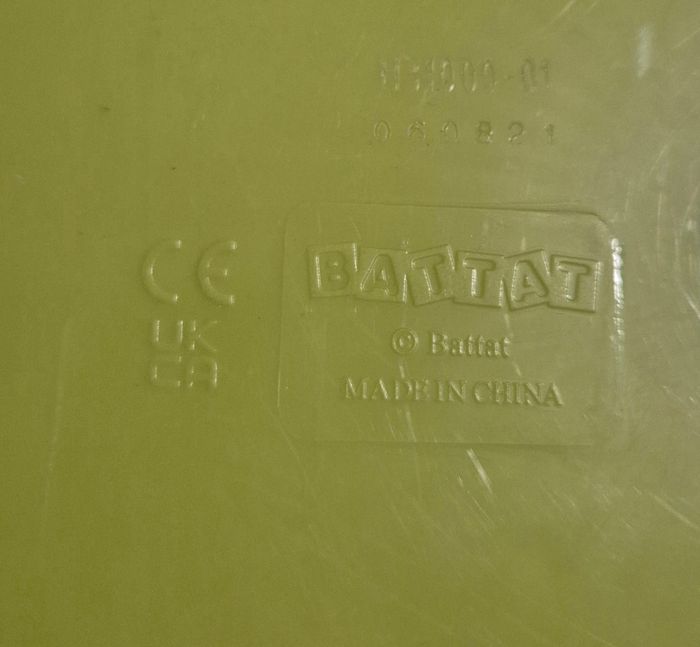 060821
CE
UK
CA
BATTAT
© Battat
MADE IN CHINA